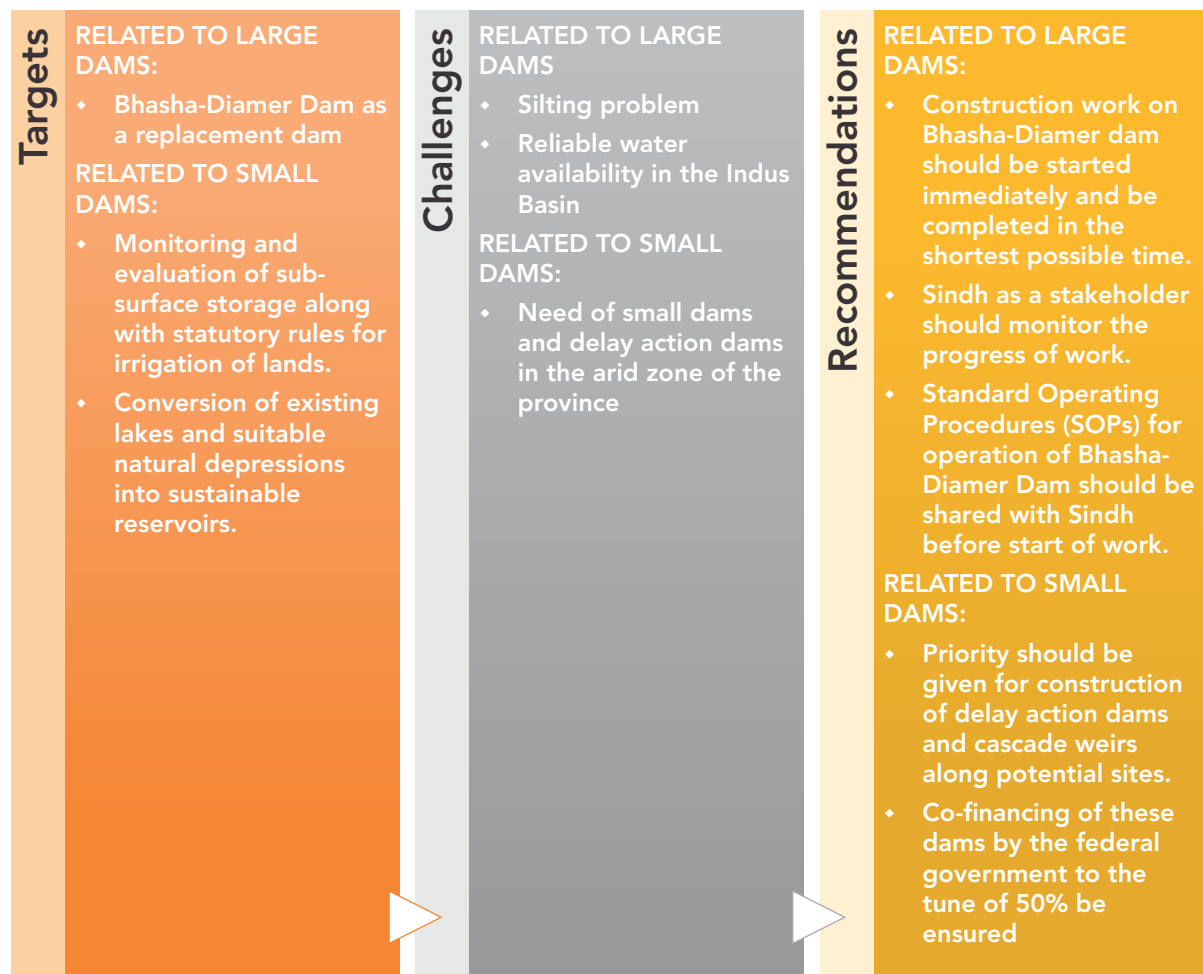 Targets
RELATED TO LARGE
DAMS:
Bhasha-Diamer Dam as
a replacement dam
RELATED TO SMALL
DAMS:
Monitoring and
evaluation of sub-
surface storage along
with statutory rules for
irrigation of lands.
Conversion of existing
lakes and suitable
natural depressions
into sustainable
reservoirs.
Challenges
RELATED TO LARGE
DAMS
Silting problem
Reliable water
availability in the Indus
Basin
RELATED TO SMALL
DAMS:
Need of small dams
and delay action dams
in the arid zone of the
province
Recommendations
RELATED TO LARGE
DAMS:
Construction work on
Bhasha-Diamer dam
should be started
immediately and be
completed in the
shortest possible time.
Sindh as a stakeholder
should monitor the
progress of work.
Standard Operating
Procedures (SOPs) for
operation of Bhasha-
Diamer Dam should be
shared with Sindh
before start of work.
RELATED TO SMALL
DAMS:
Priority should be
given for construction
of delay action dams
and cascade weirs
along potential sites.
Co-financing of these
dams by the federal
government to the
tune of 50% be
ensured